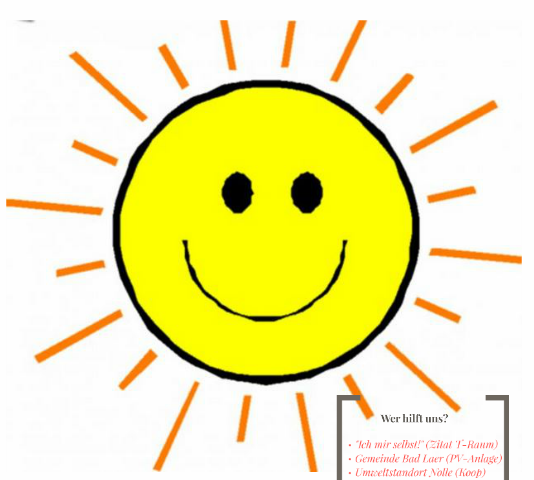 Wer hilft uns?
• "Ich mir selbst!" (Zitat T-Raum)
• Gemeinde Bad Laer (PV-Anlage)
• Umweltstandort Nolle (Koop)